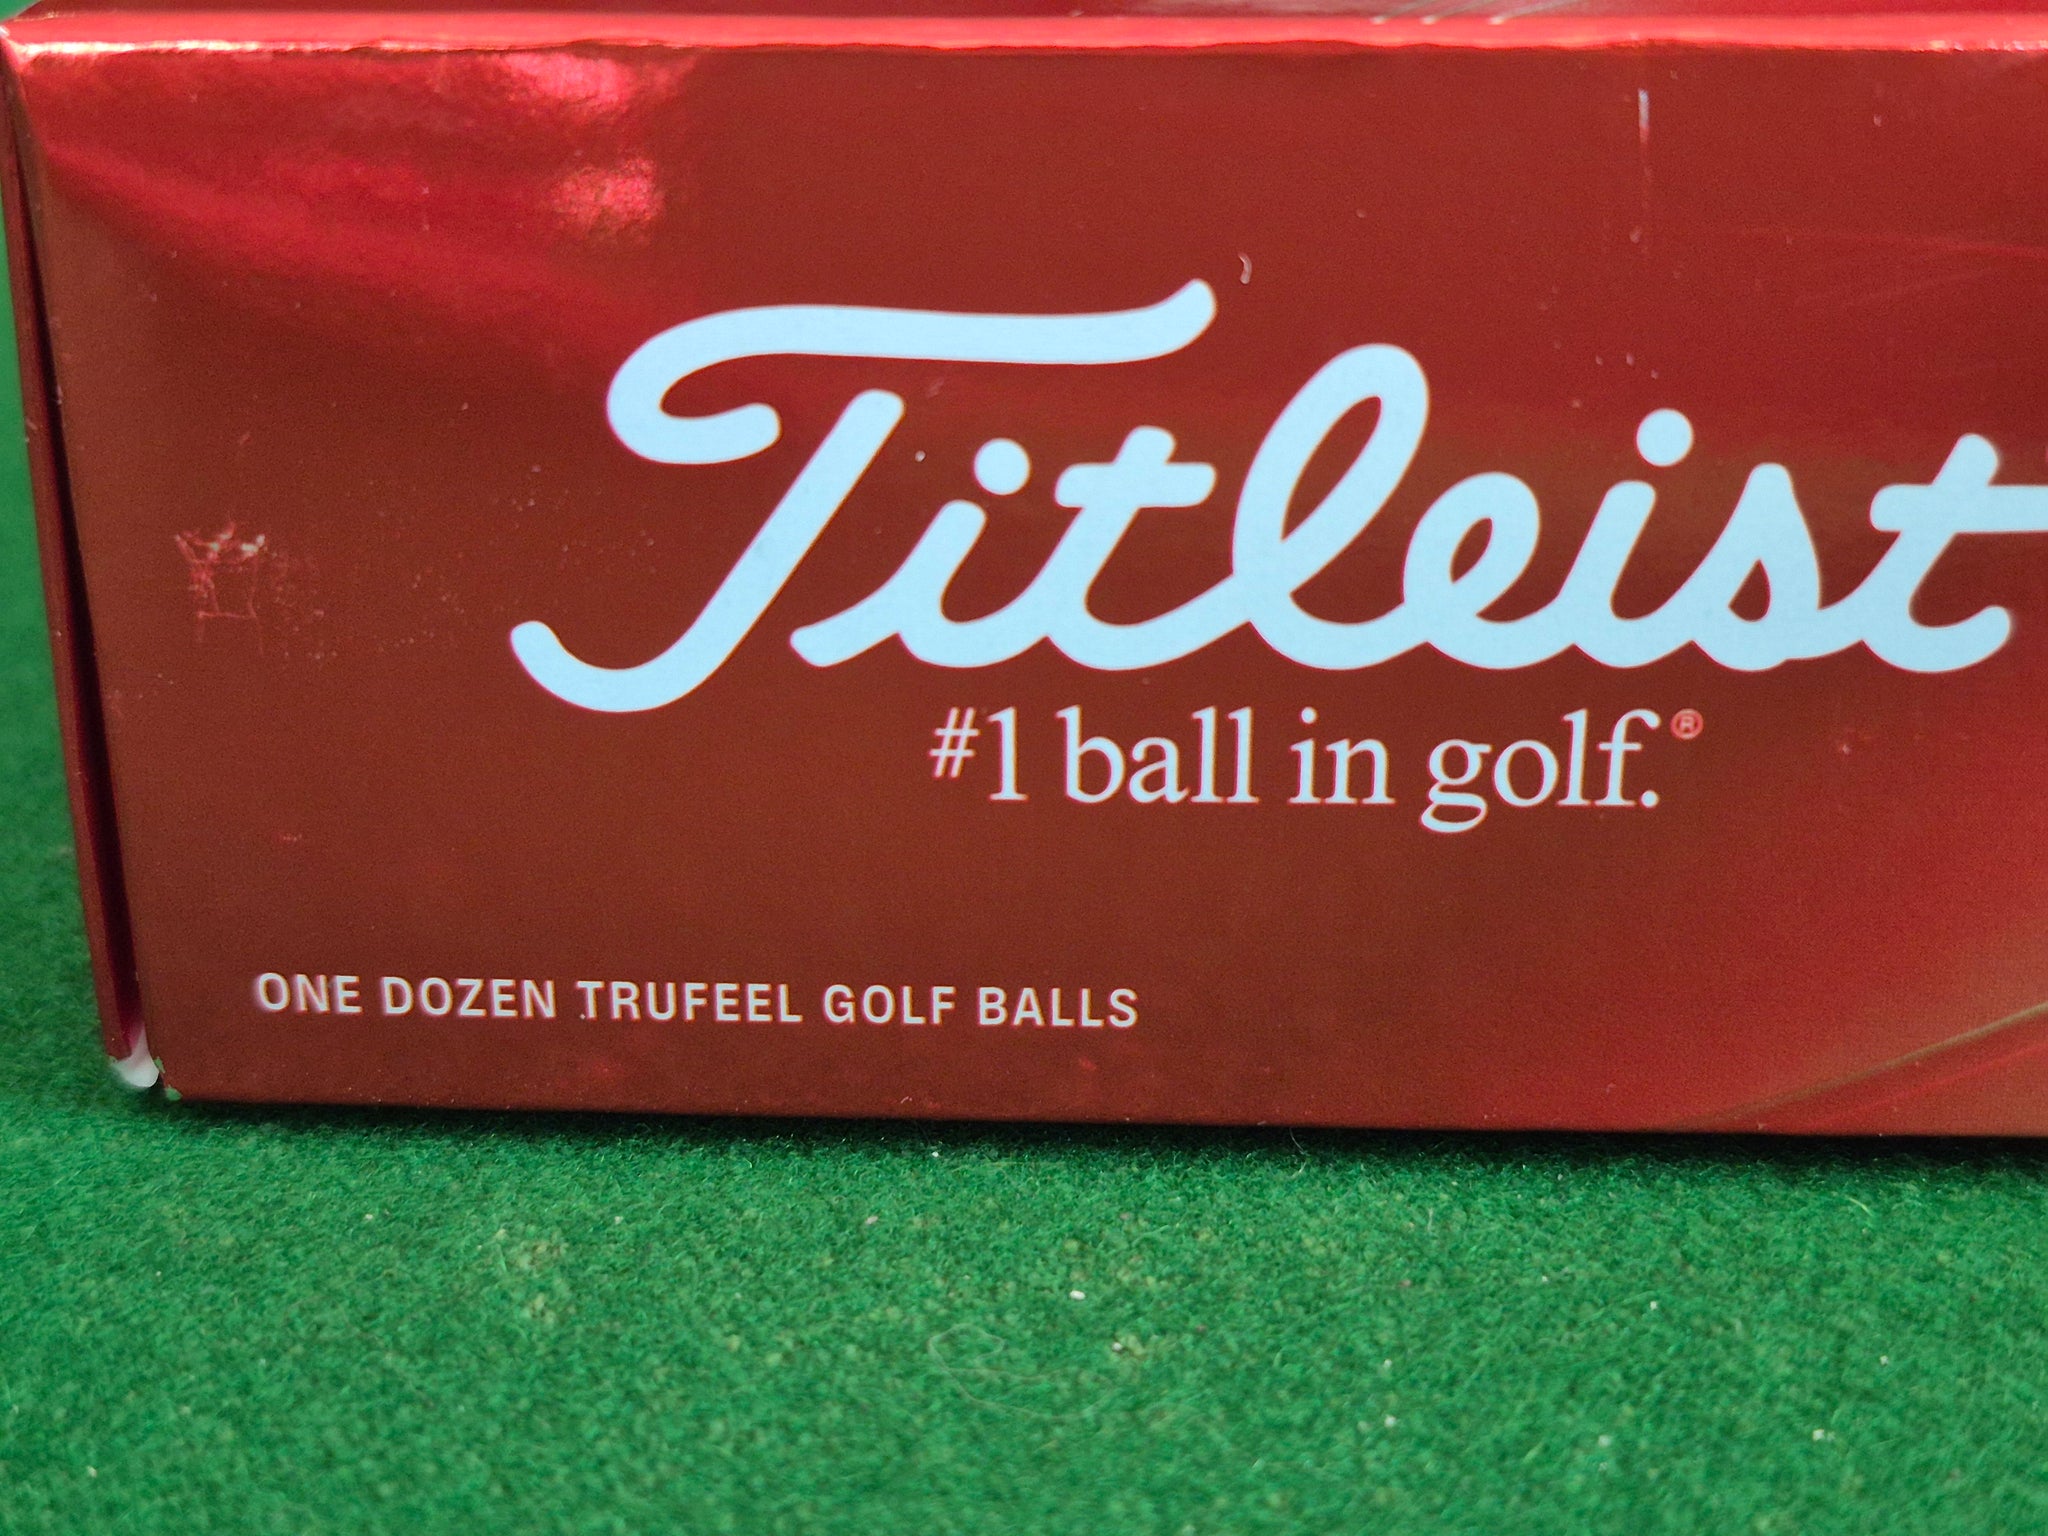 Titleist
#1 ball in golf.®
ONE DOZEN TRUFEEL GOLF BALLS